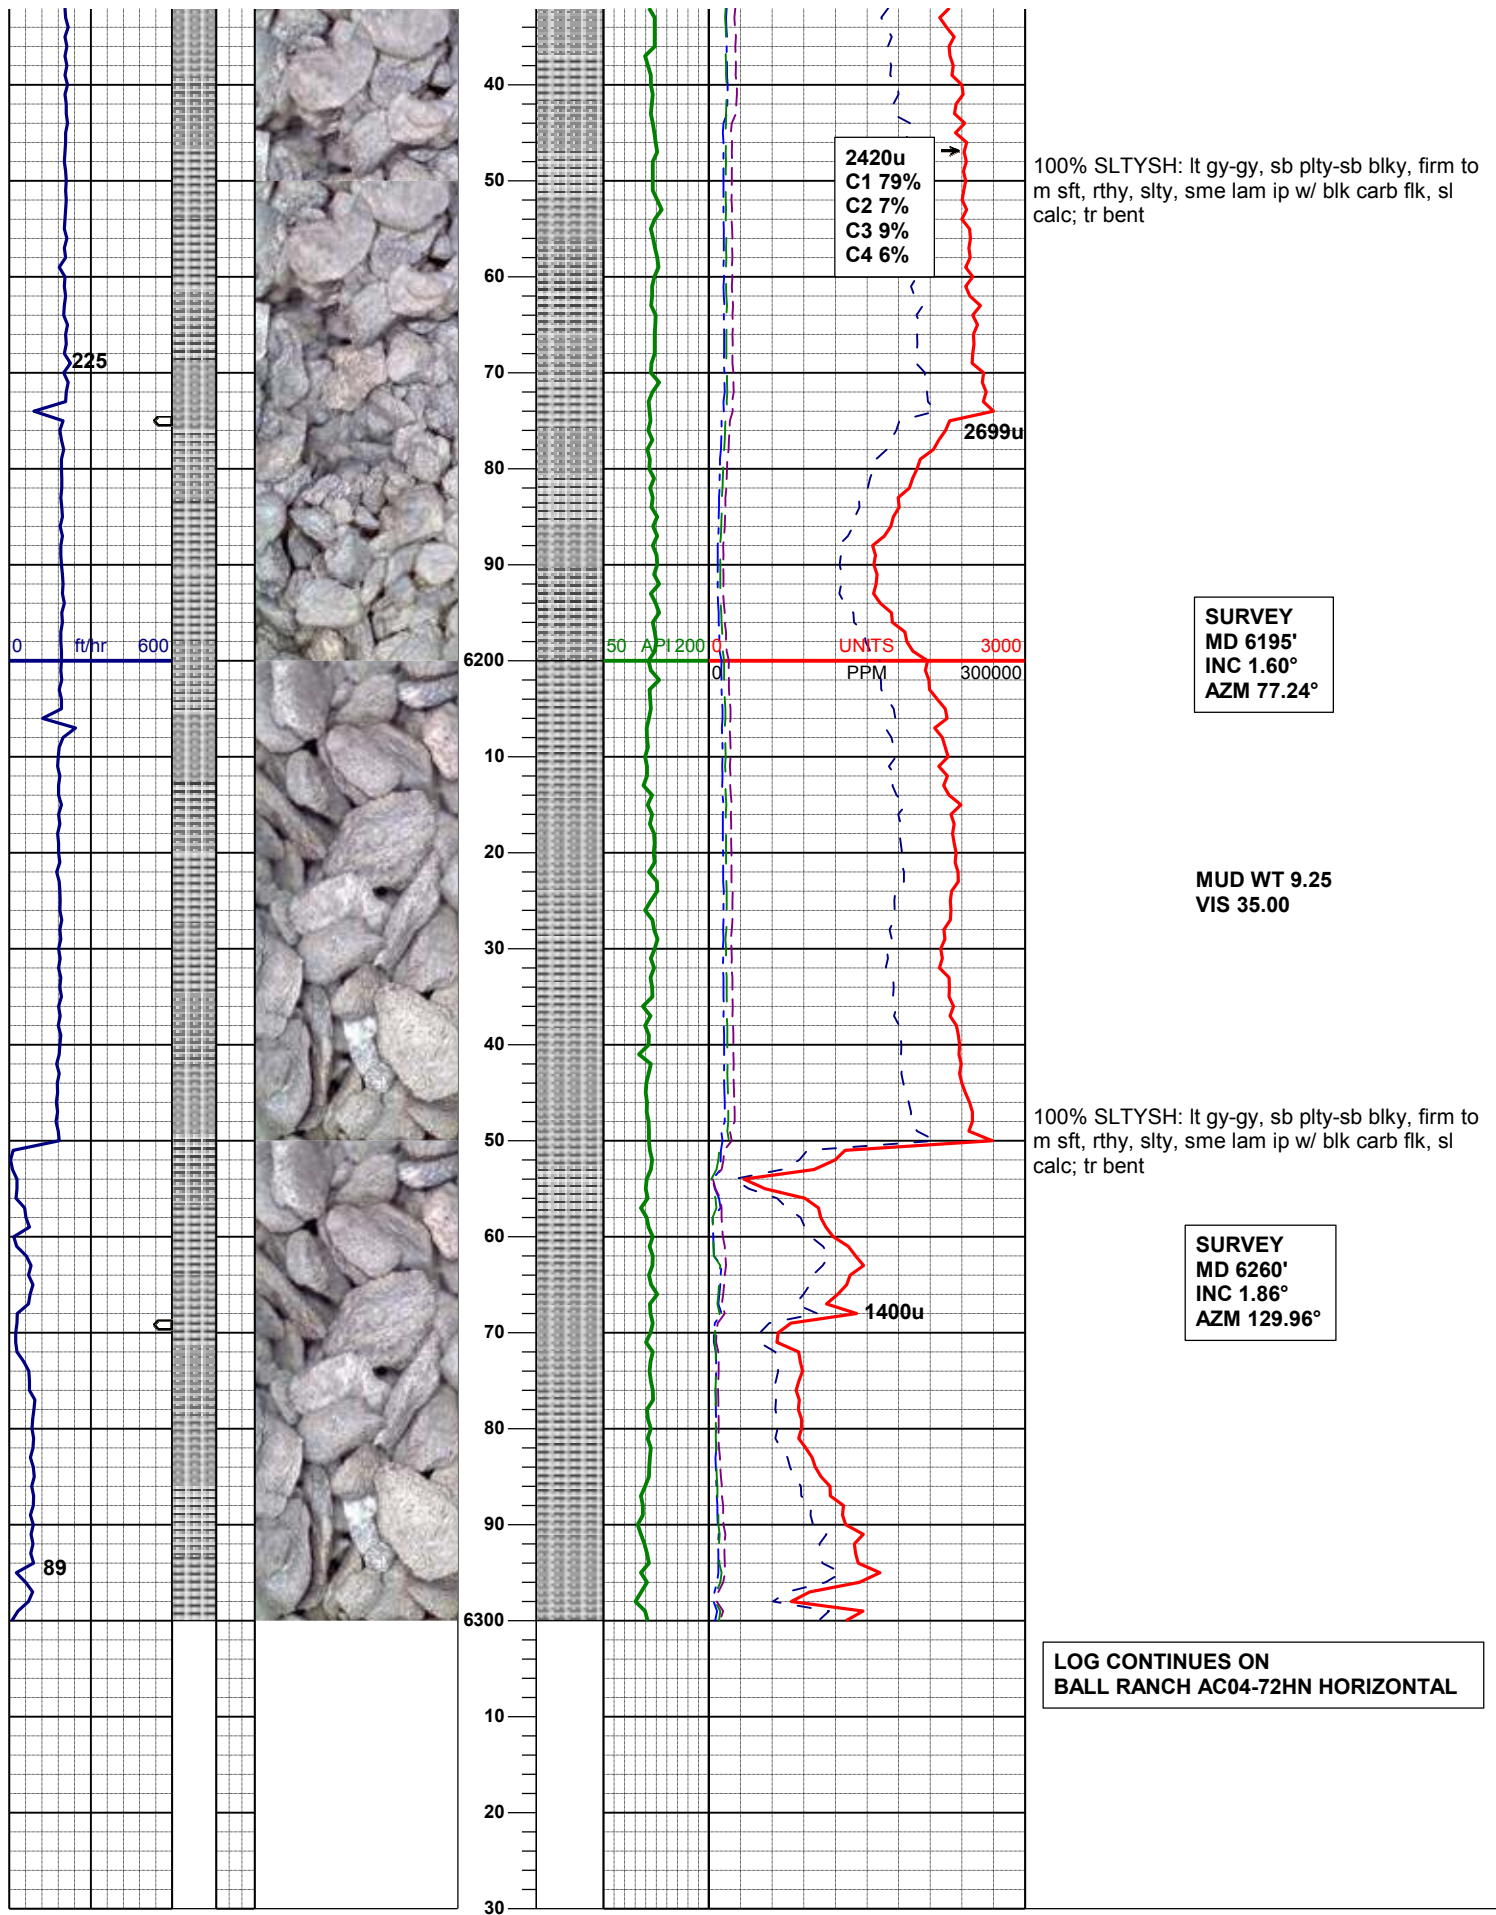 40
2420u
C1 79%
C2 7%
C3 9%
C4 6%
100% SLTYSH: lt gy-gy, sb plty-sb blky, firm to
m sft, rthy, slty, sme lam ip w/ blk carb flk, sl
calc; tr bent
50
60
225
70
2699u
80
90
SURVEY
MD 6195'
INC 1.60°
AZM 77.24°
0 ft/hr 600
50 API 200
0 UNITS 3000
6200
0 PPM 300000
10
20
MUD WT 9.25
VIS 35.00
30
40
100% SLTYSH: lt gy-gy, sb plty-sb blky, firm to
m sft, rthy, slty, sme lam ip w/ blk carb flk, sl
calc; tr bent
50
60
SURVEY
MD 6260'
INC 1.86°
AZM 129.96°
1400u
70
80
90
89
6300
LOG CONTINUES ON
BALL RANCH AC04-72HN HORIZONTAL
10
20
30